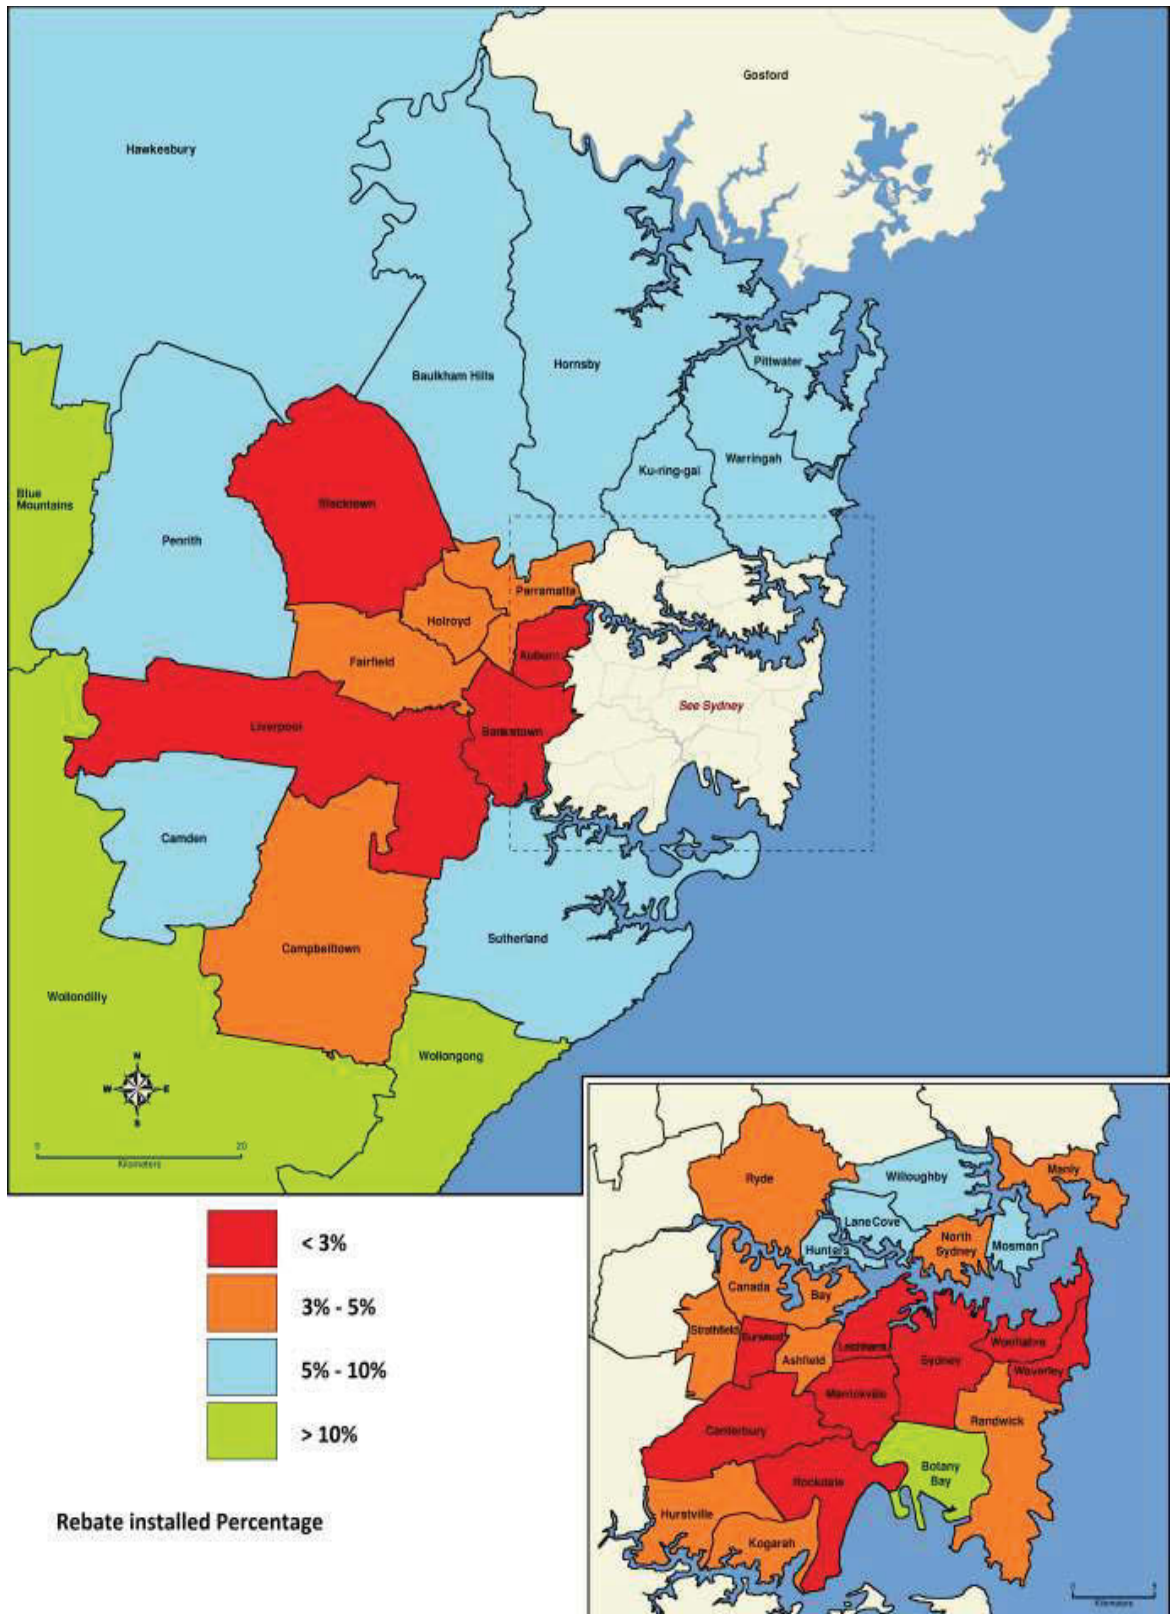 Gosford
Hawkesbury
Pittwater
Hornsby
Baulkham Hills
Warringah
Ku-ring-gai
Blue
Mountains
Blacktown
Penrith
Parramatta
Holroyd
Auburn
Fairfield
See Sydney
Liverpool
Bankstown
Camden
Sutherland
Campbelltown
Wollondilly
Wollongong
N
W
E
S
0
20
Kilometers
Ryde
Willoughby
Manly
Lane Cove
Hunters
North
Sydney
Mosman
Canada
Bay
Strathfield
Burwood
Ashfield
Leichhardt
Sydney
Woollahra
Waverley
Marrickville
Randwick
Canterbury
Botany
Bay
Rockdale
Hurstville
Kogarah
Kilometers
< 3%
3% - 5%
5% - 10%
> 10%
Rebate installed Percentage